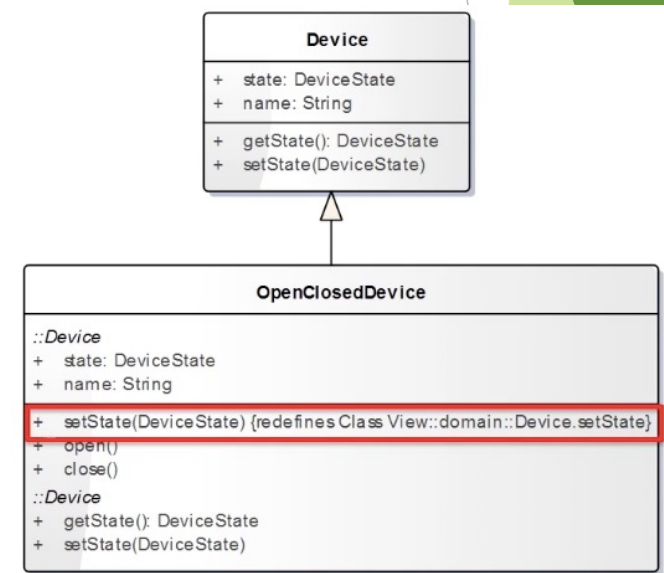 Device
+ state: DeviceState
+ name: String
+ getState(): DeviceState
+ setState(DeviceState)
OpenClosedDevice
::Device
+ state: DeviceState
+ name: String
+ setState(DeviceState) {redefines Class View::domain::Device.setState}
+ open()
+ close()
::Device
+ getState(): DeviceState
+ setState(DeviceState)